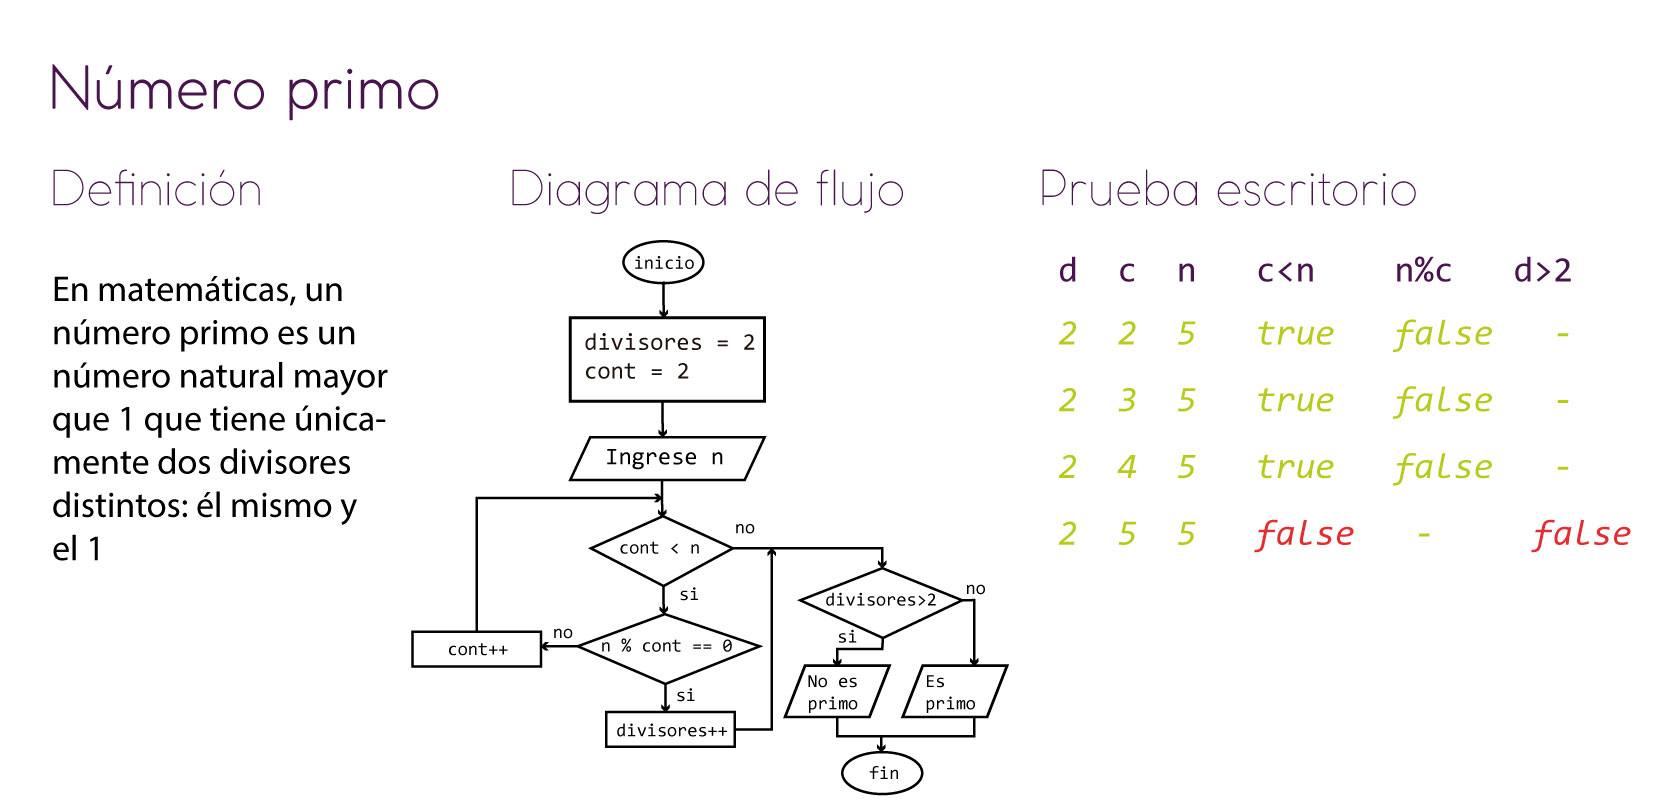 Número primo
Definición
En matemáticas, un
número primo es un
número natural mayor
que 1 que tiene única-
mente dos divisores
distintos: él mismo y
el 1
Diagrama de flujo
inicio
divisores = 2
cont = 2
Ingrese n
cont < n
no
si
n % cont == 0
no
cont++
si
divisores++
divisores>2
no
si
No es
primo
Es
primo
fin
Prueba escritorio
d c n c<n n%c d>2
2 2 5 true false -
2 3 5 true false -
2 4 5 true false -
2 5 5 false - false